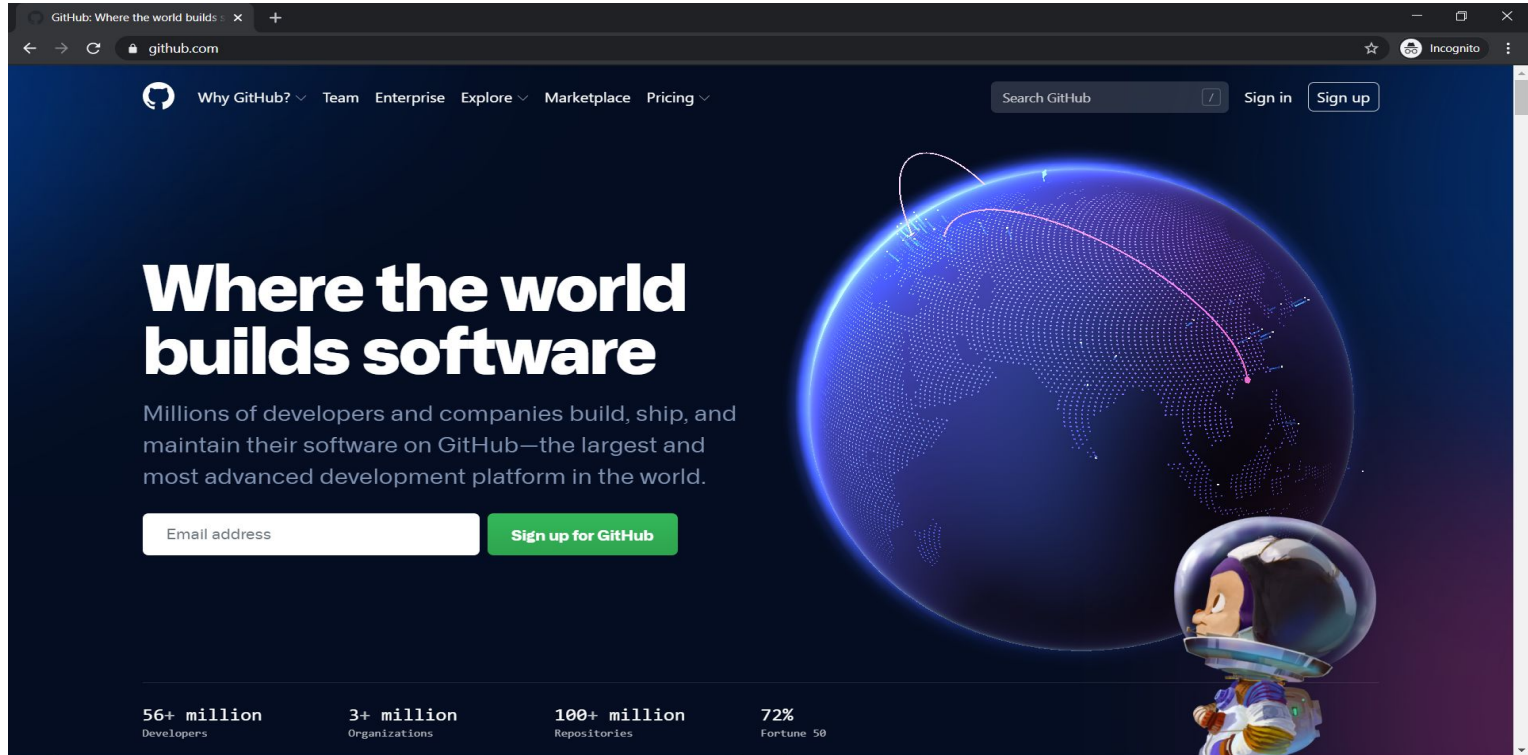 GitHub: Where the world builds s
github.com
Incognito
Why GitHub? Team Enterprise Explore Marketplace Pricing
Search GitHub / Sign in Sign up
Where the world
builds software
Millions of developers and companies build, ship, and
maintain their software on GitHub—the largest and
most advanced development platform in the world.
Email address
Sign up for GitHub
56+ million 3+ million 100+ million 72%
Developers Organizations Repositories Fortune 50